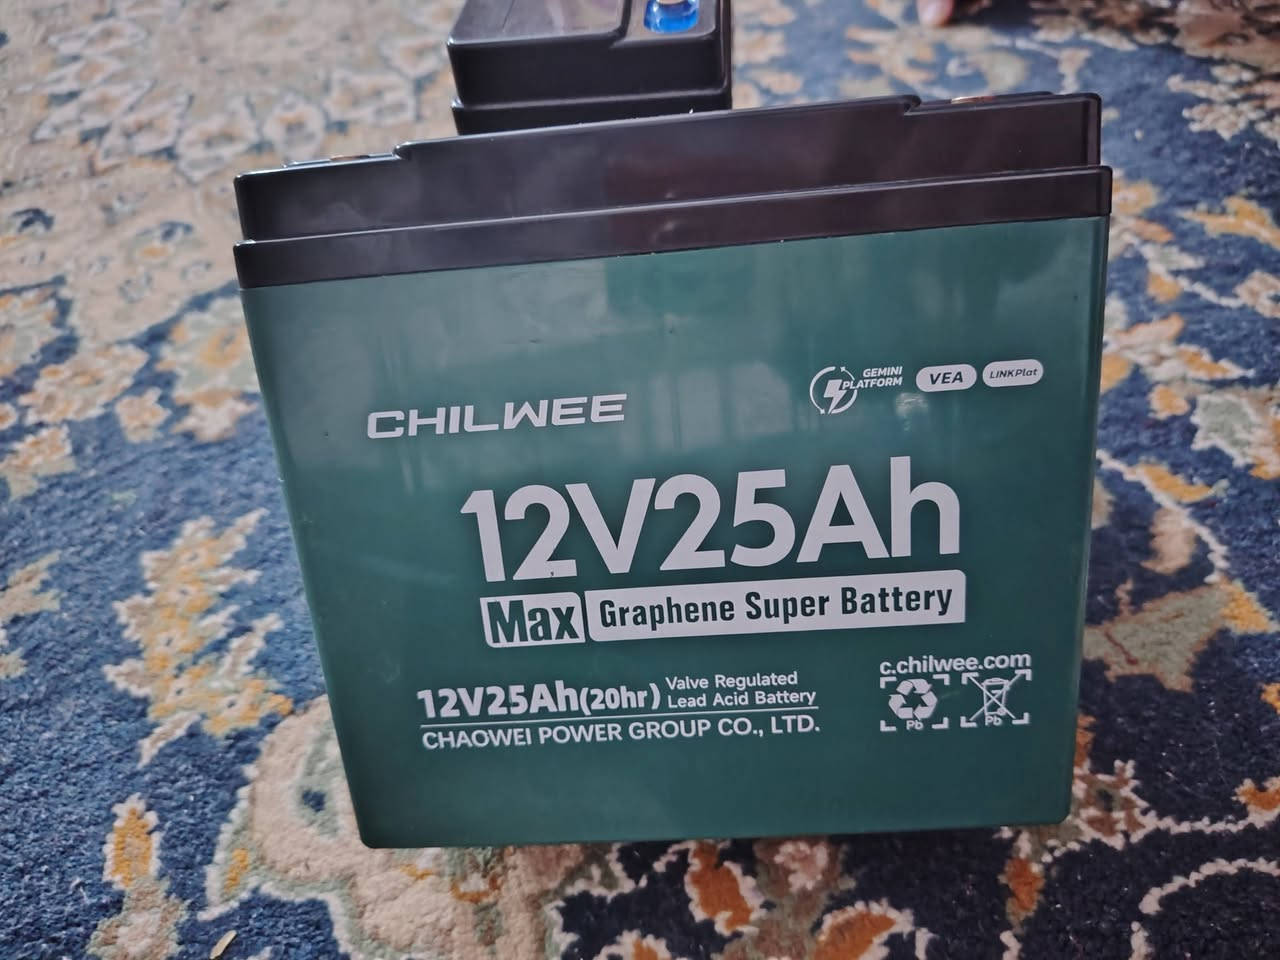 CHILWEE
GEMINI
PLATFORM
VEA
LINKPlat
12V25Ah
Max Graphene Super Battery
12V25Ah(20hr) Valve Regulated
Lead Acid Battery
CHAOWEI POWER GROUP CO., LTD.
c.chilwee.com
Pb Pb